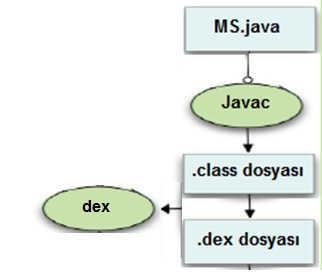 MS.java
Javac
.class dosyası
dex
.dex dosyası